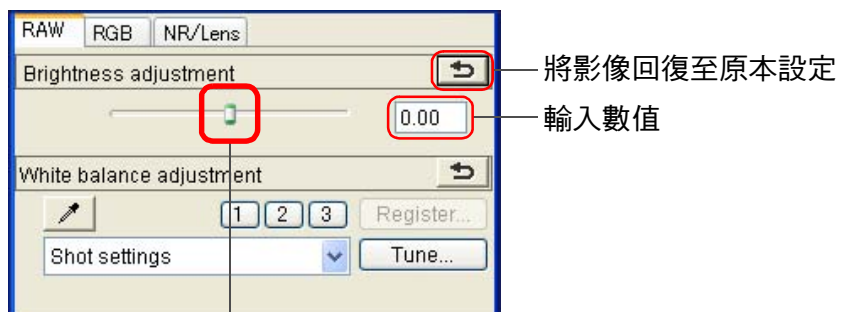 RAW RGB NR/Lens
Brightness adjustment
將影像回復至原本設定
0.00
輸入數值
White balance adjustment
1 2 3 Register...
Shot settings
Tune...